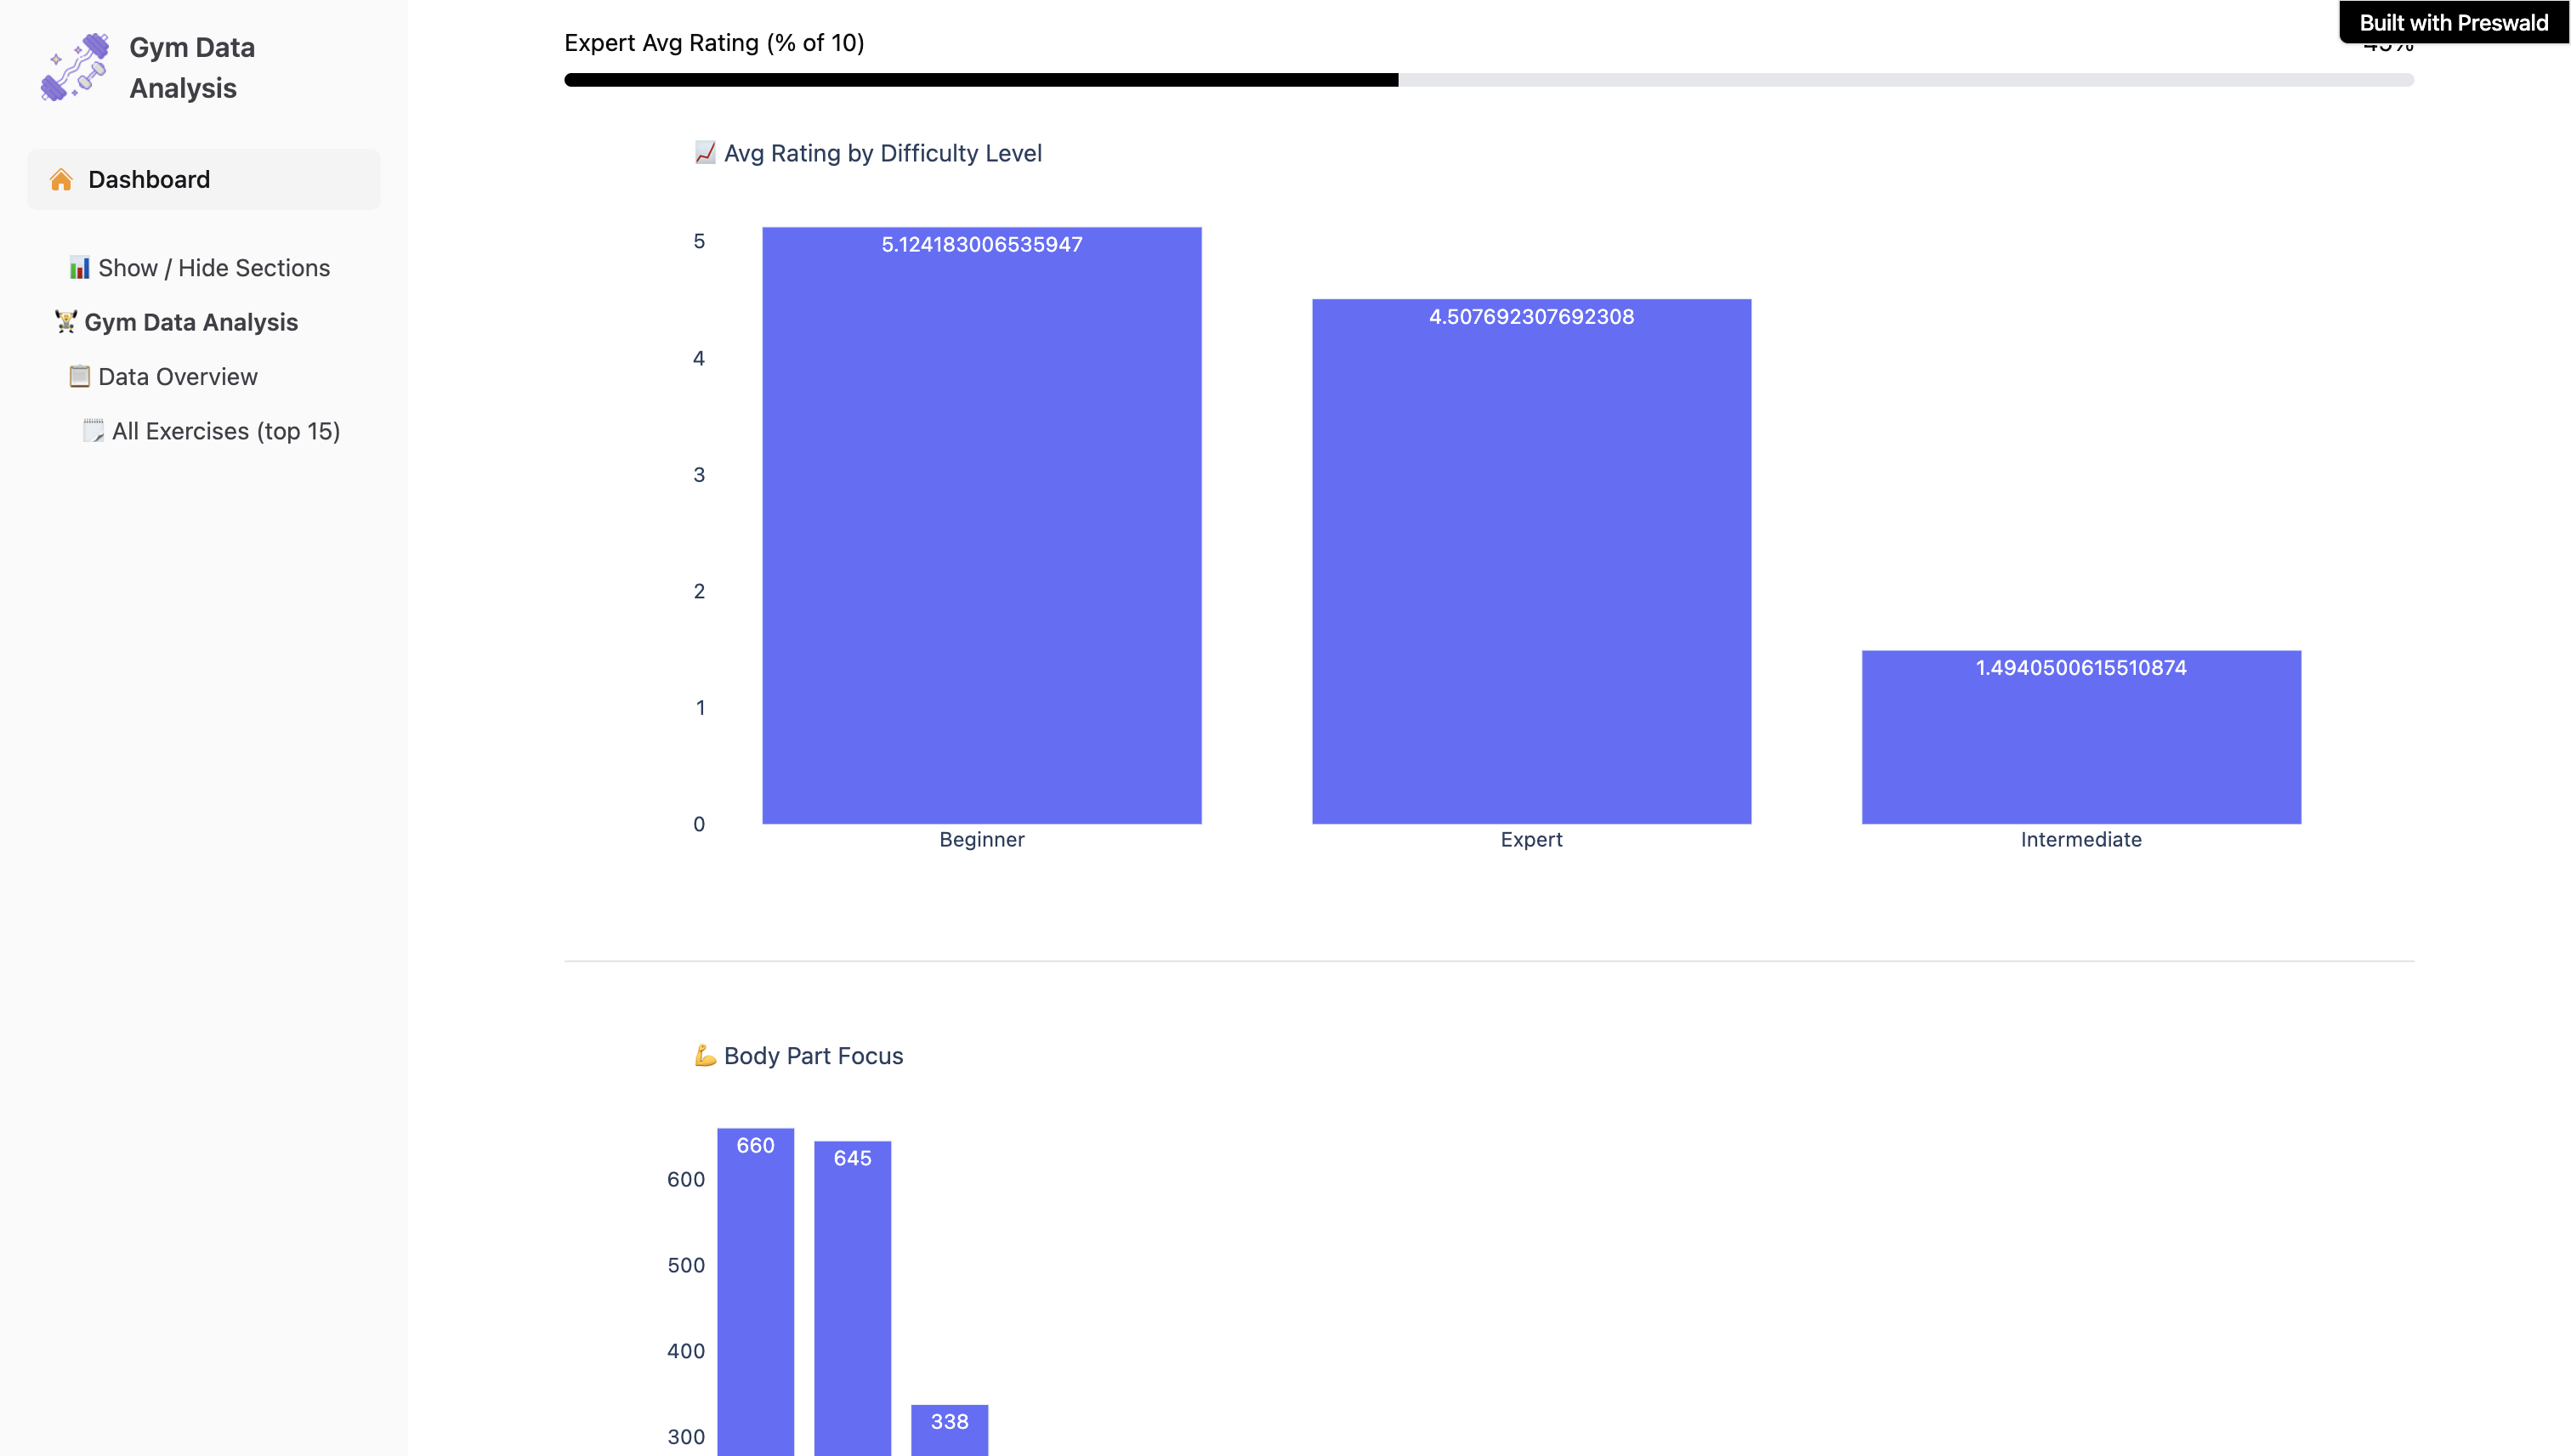 Gym Data
Analysis
Dashboard
Show / Hide Sections
Gym Data Analysis
Data Overview
All Exercises (top 15)
Built with Preswald
Expert Avg Rating (% of 10)
Avg Rating by Difficulty Level
5
4
3
2
1
0
5.124183006535947
4.507692307692308
1.4940500615510874
Beginner
Expert
Intermediate
Body Part Focus
600
500
400
300
660
645
338